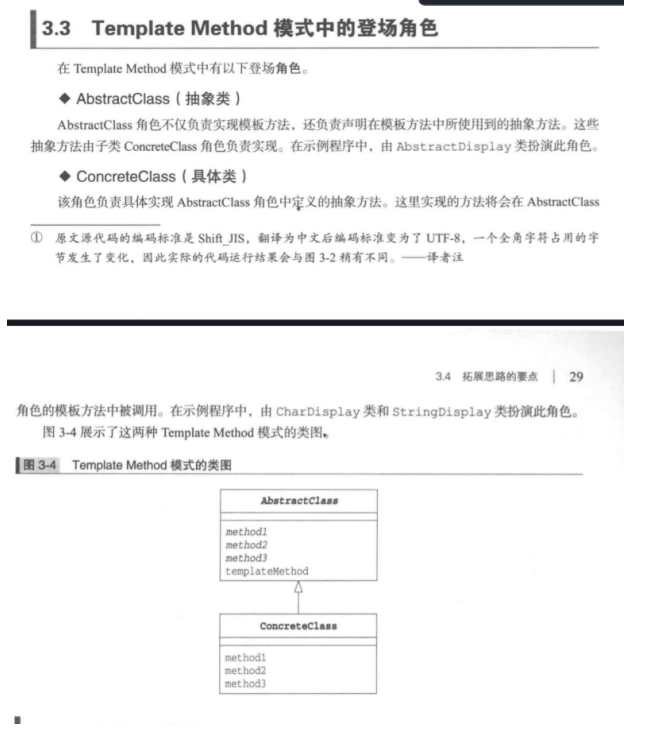 3.3 Template Method 模式中的登场角色
在 Template Method 模式中有以下登场角色。
◆ AbstractClass（抽象类）
AbstractClass 角色不仅负责实现模板方法，还负责声明在模板方法中所使用到的抽象方法。这些
抽象方法由子类 ConcreteClass 角色负责实现。在示例程序中，由 AbstractDisplay 类扮演此角色。
◆ ConcreteClass（具体类）
该角色负责具体实现 AbstractClass 角色中定义的抽象方法。这里实现的方法将会在 AbstractClass
① 原文源代码的编码标准是 Shift_JIS，翻译为中文后编码标准变为了 UTF-8，一个全角字符占用的字
节发生了变化，因此实际的代码运行结果会与图 3-2 稍有不同。——译者注
3.4 拓展思路的要点 | 29
角色的模板方法中被调用。在示例程序中，由 CharDisplay 类和 StringDisplay 类扮演此角色。
图 3-4 展示了这两种 Template Method 模式的类图。
图 3-4 Template Method 模式的类图
AbstractClass
method1
method2
method3
templateMethod
ConcreteClass
method1
method2
method3